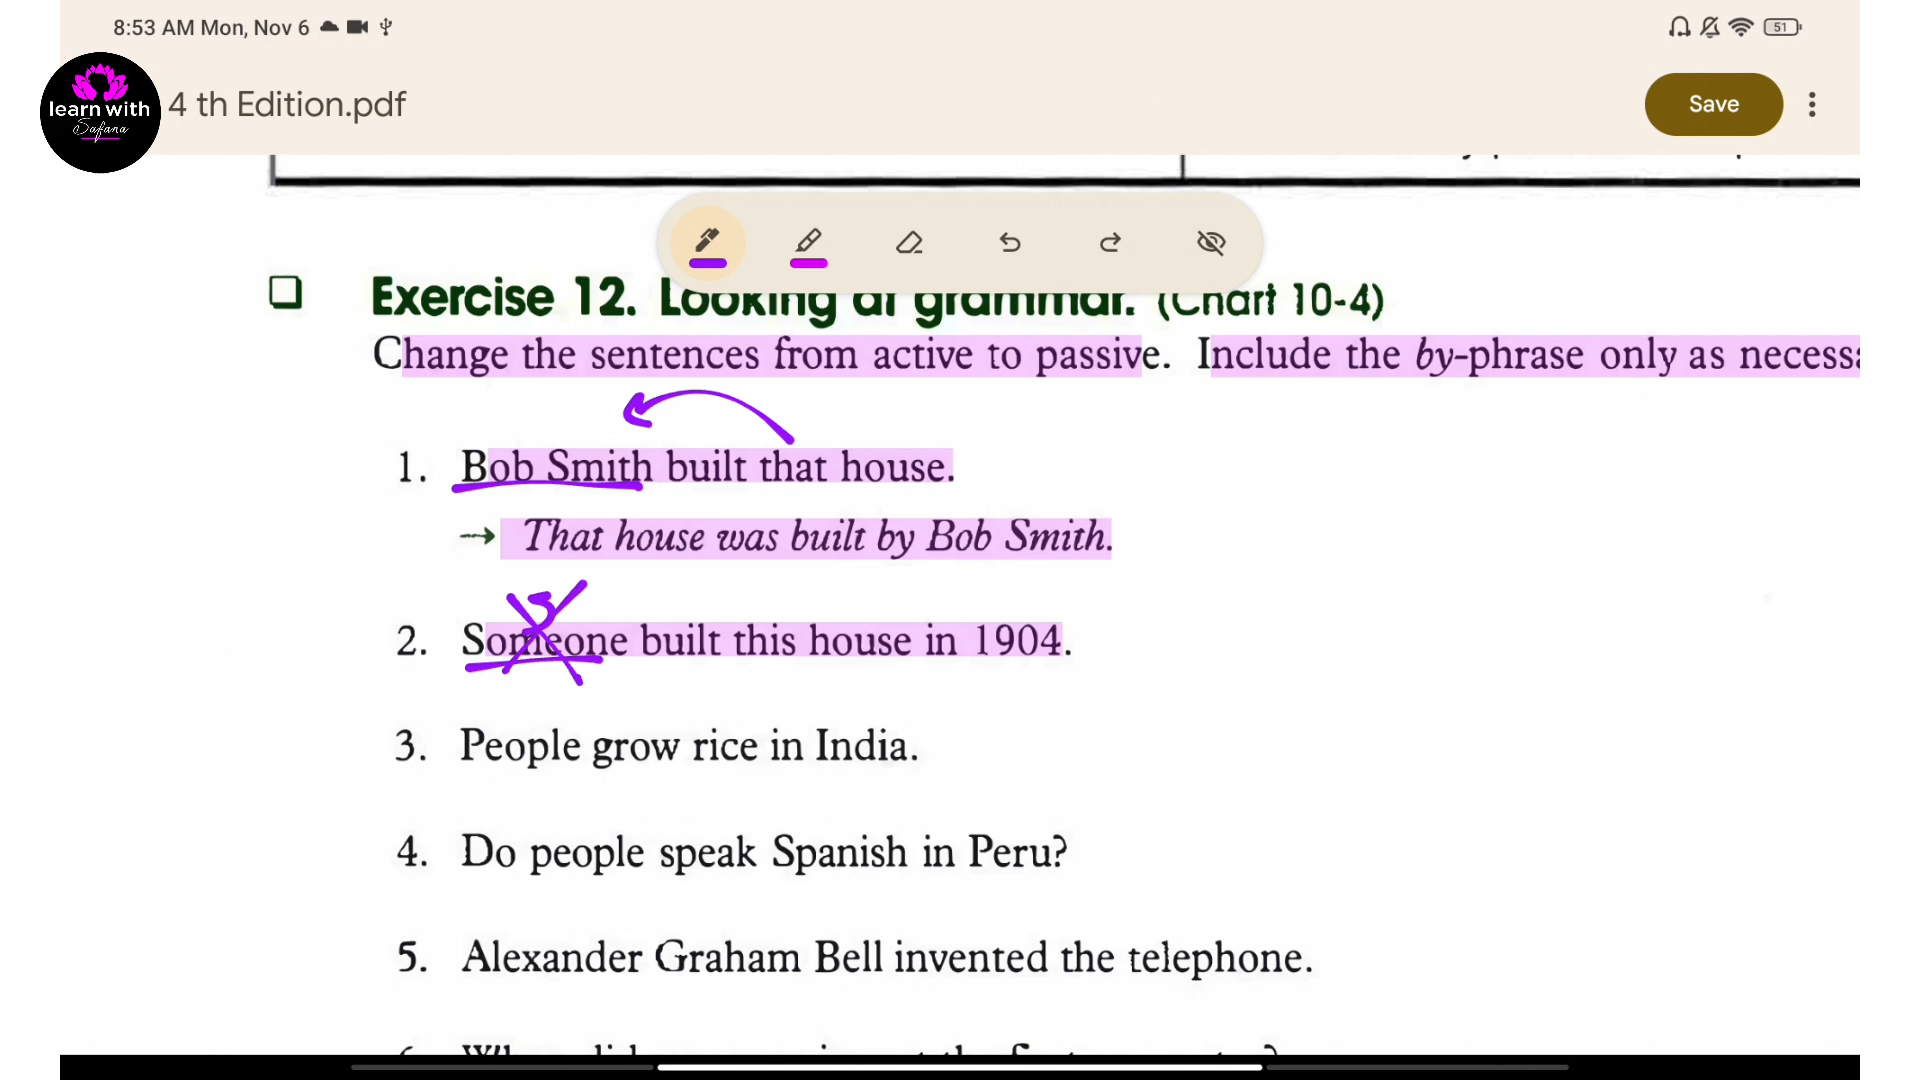 8:53 AM Mon, Nov 6
51
learn with
Safana
4 th Edition.pdf
Save
Exercise 12. Looking at grammar. (Chart 10-4)
Change the sentences from active to passive. Include the by-phrase only as
1. Bob Smith built that house.
→ That house was built by Bob Smith.
2. Someone built this house in 1904.
3. People grow rice in India.
4. Do people speak Spanish in Peru?
5. Alexander Graham Bell invented the telephone.